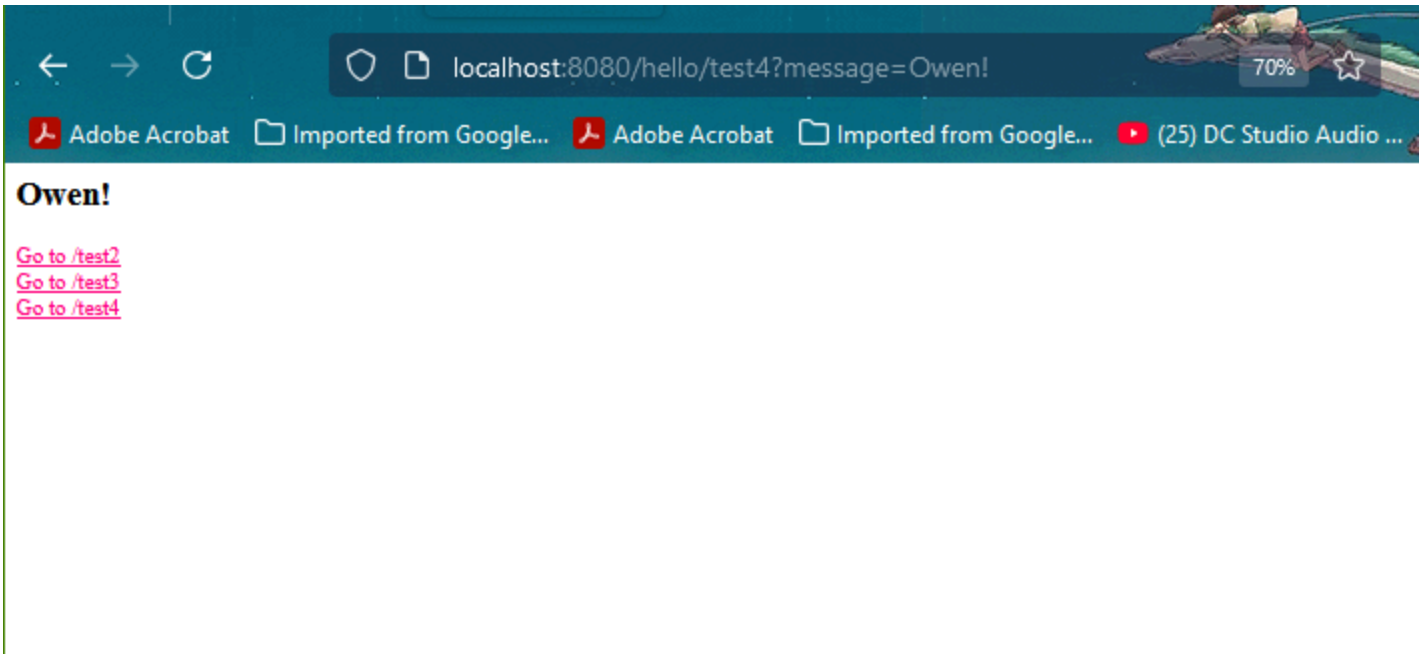 localhost:8080/hello/test4?message=Owen!
70%
Adobe Acrobat Imported from Google... Adobe Acrobat Imported from Google... (25) DC Studio Audio ...
Owen!
Go to /test2
Go to /test3
Go to /test4